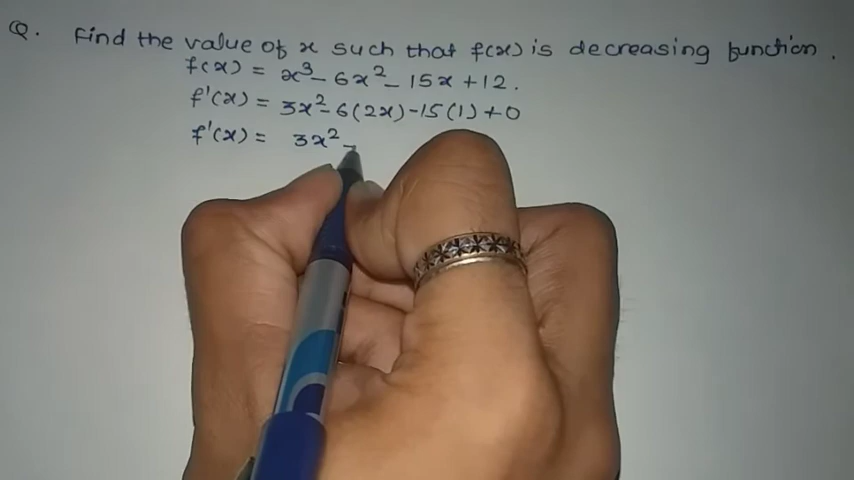 Q. Find the value of x such that f(x) is decreasing function.
f(x) = x³ - 6x² - 15x + 12.
f'(x) = 3x² - 6(2x) - 15(1) + 0
f'(x) = 3x² -